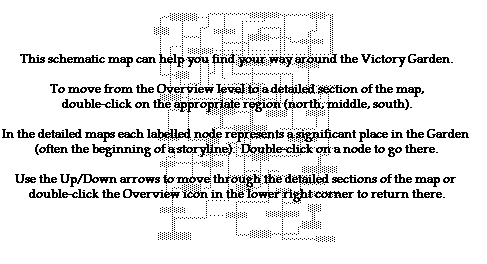 This schematic map can help you find your way around the Victory Garden.
To move from the Overview level to a detailed section of the map,
double-click on the appropriate region (north, middle, south).
In the detailed maps each labelled node represents a significant place in the Garden
(often the beginning of a storyline). Double-click on a node to go there.
Use the Up/Down arrows to move through the detailed sections of the map or
double-click the Overview icon in the lower right corner to return there.